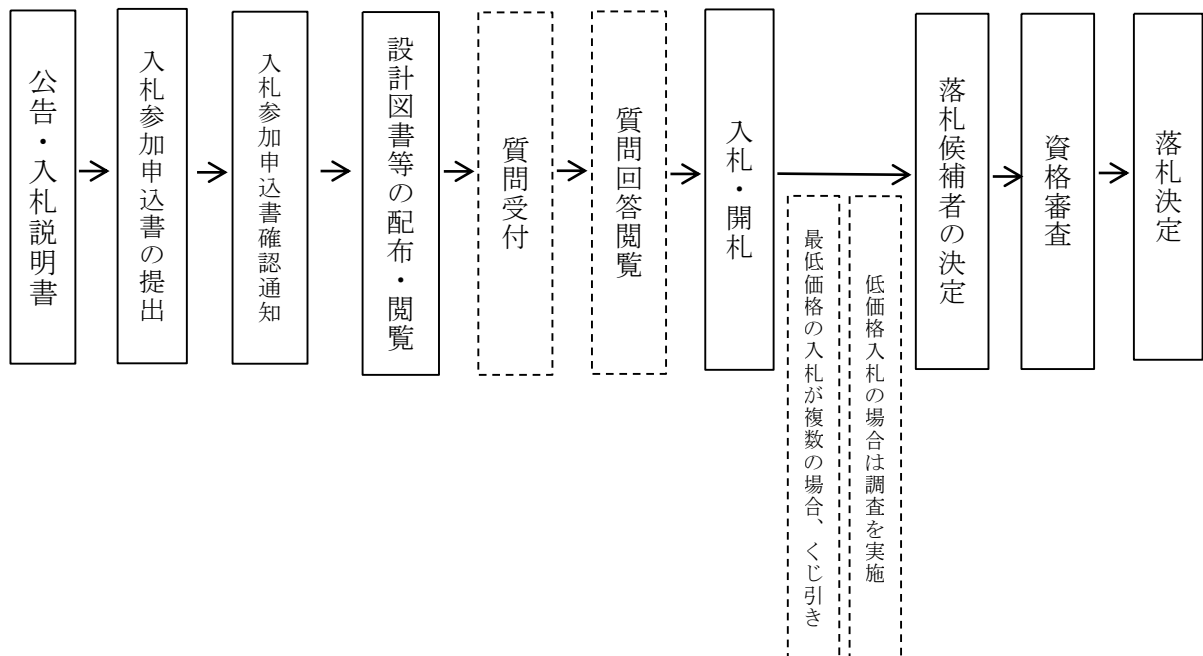 公告・入札説明書
入札参加申込書の提出
入札参加申込書確認通知
設計図書等の配布・閲覧
質問受付
質問回答閲覧
入札・開札
最低価格の入札が複数の場合、くじ引き
低価格入札の場合は調査を実施
落札候補者の決定
資格審査
落札決定